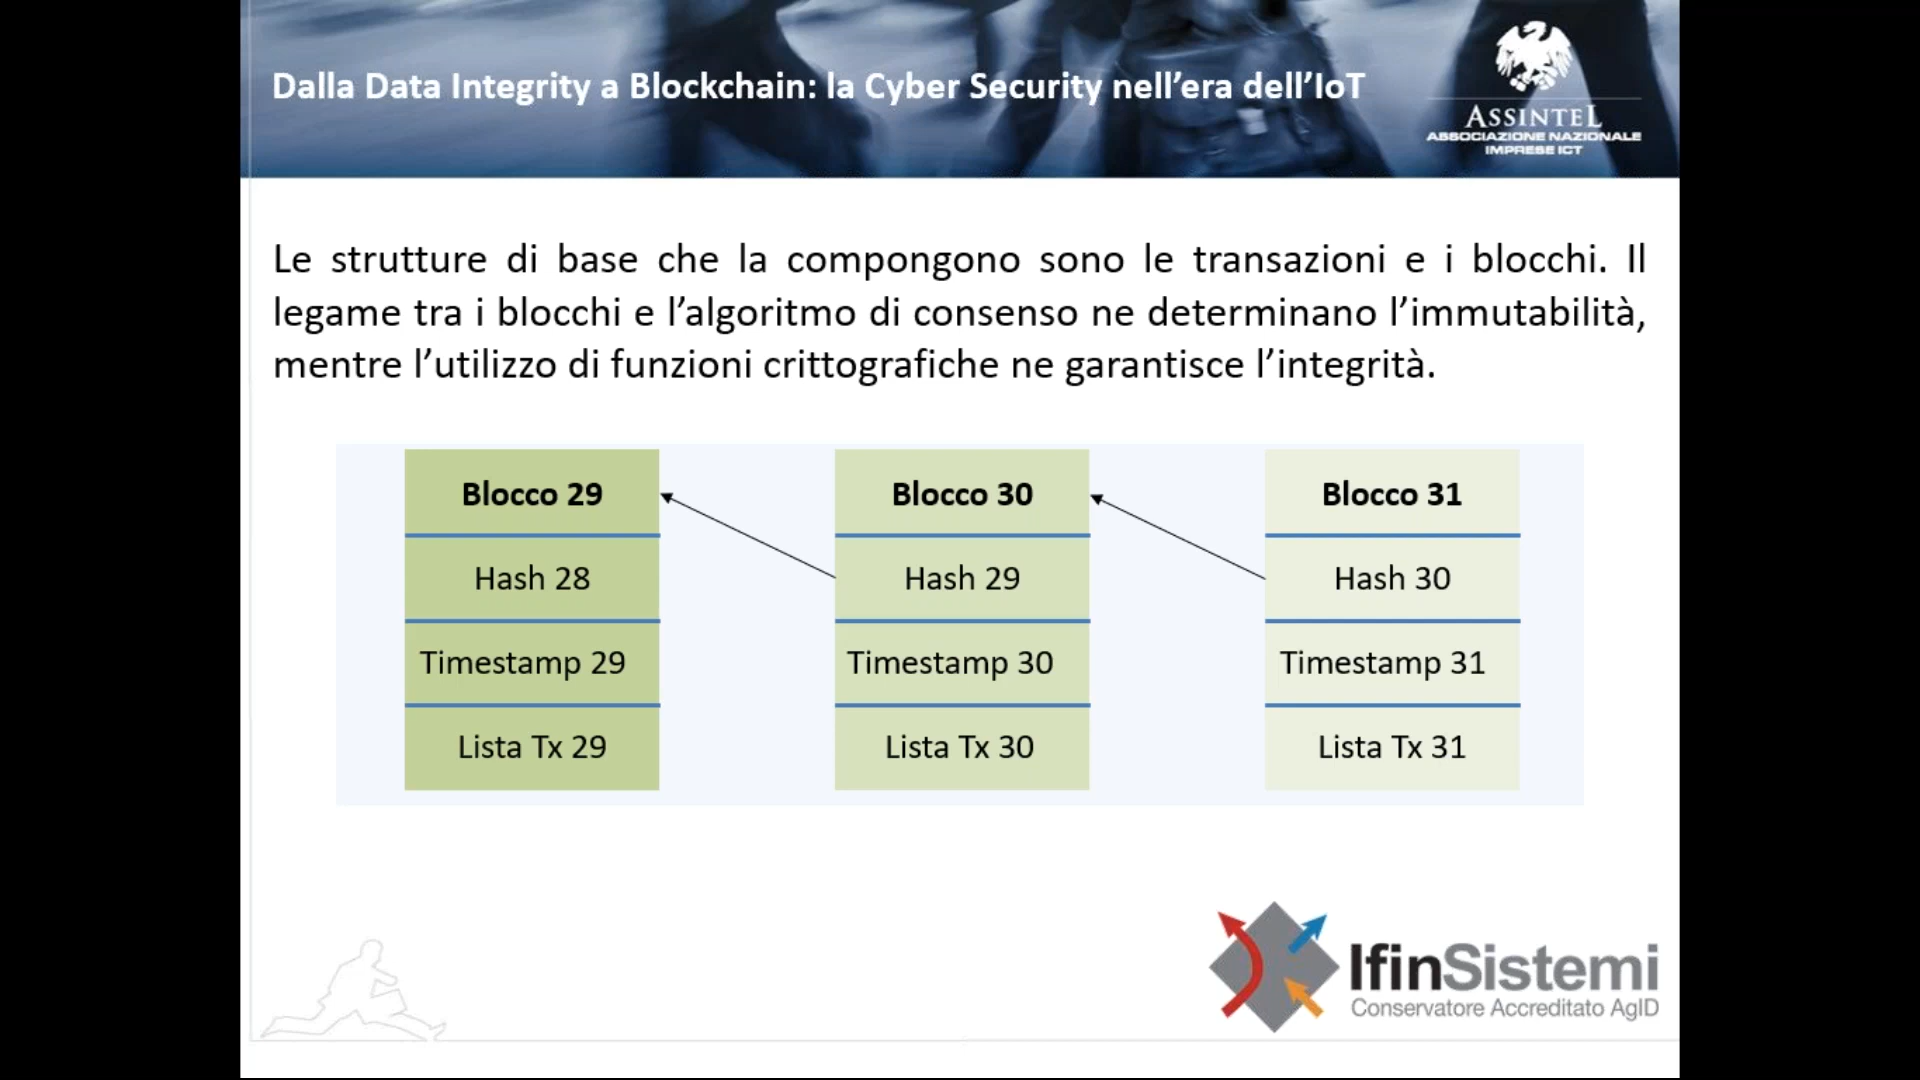 Dalla Data Integrity a Blockchain: la Cyber Security nell’era dell’IoT
ASSINTEL
ASSOCIAZIONE NAZIONALE
IMPRESE ICT
Le strutture di base che la compongono sono le transazioni e i blocchi. Il
legame tra i blocchi e l’algoritmo di consenso ne determinano l’immutabilità,
mentre l’utilizzo di funzioni crittografiche ne garantisce l’integrità.
Blocco 29
Hash 28
Timestamp 29
Lista Tx 29
Blocco 30
Hash 29
Timestamp 30
Lista Tx 30
Blocco 31
Hash 30
Timestamp 31
Lista Tx 31
IfinSistemi
Conservatore Accreditato AgID